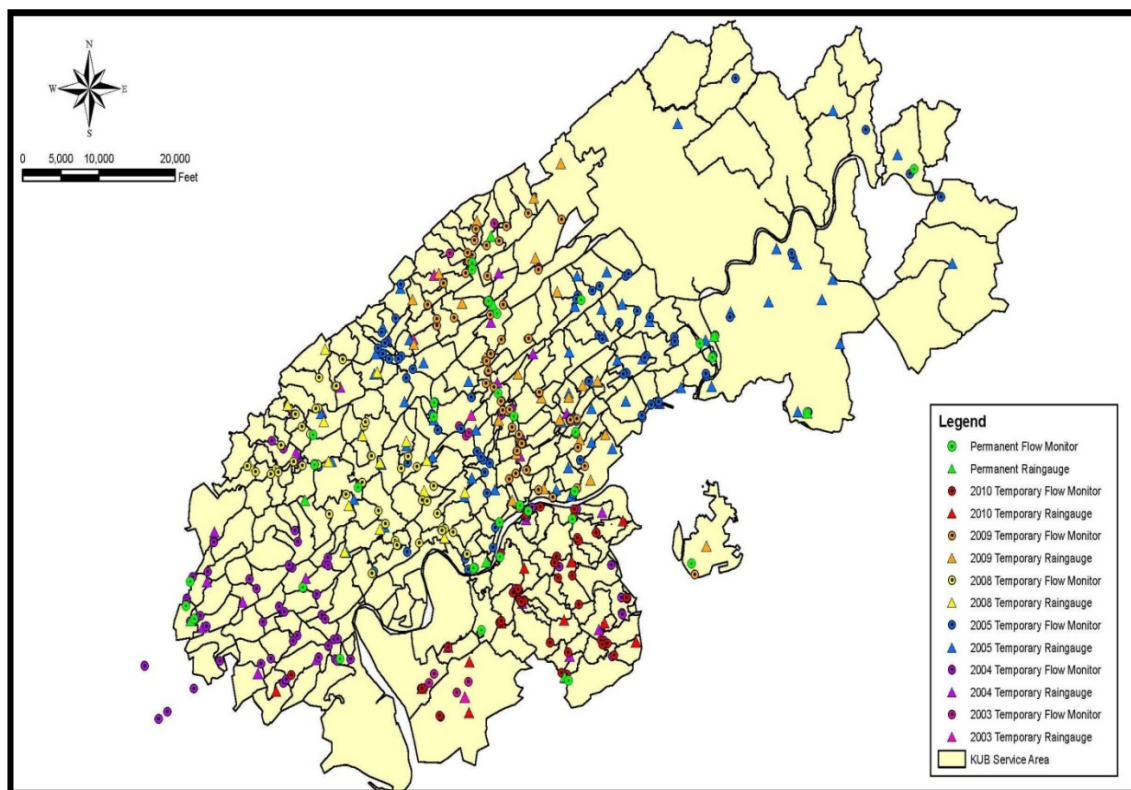 N
W E
S
0 5,000 10,000 20,000
Feet
Legend
Permanent Flow Monitor
Permanent Raingauge
2010 Temporary Flow Monitor
2010 Temporary Raingauge
2009 Temporary Flow Monitor
2009 Temporary Raingauge
2008 Temporary Flow Monitor
2008 Temporary Raingauge
2005 Temporary Flow Monitor
2005 Temporary Raingauge
2004 Temporary Flow Monitor
2004 Temporary Raingauge
2003 Temporary Flow Monitor
2003 Temporary Raingauge
KUB Service Area